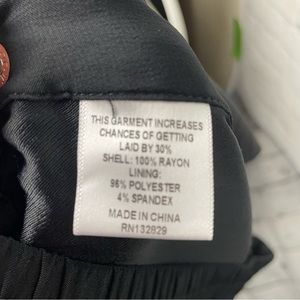 THIS GARMENT INCREASES
CHANCES OF GETTING
LAID BY 30%
SHELL: 100% RAYON
LINING:
96% POLYESTER
4% SPANDEX
MADE IN CHINA
RN132829